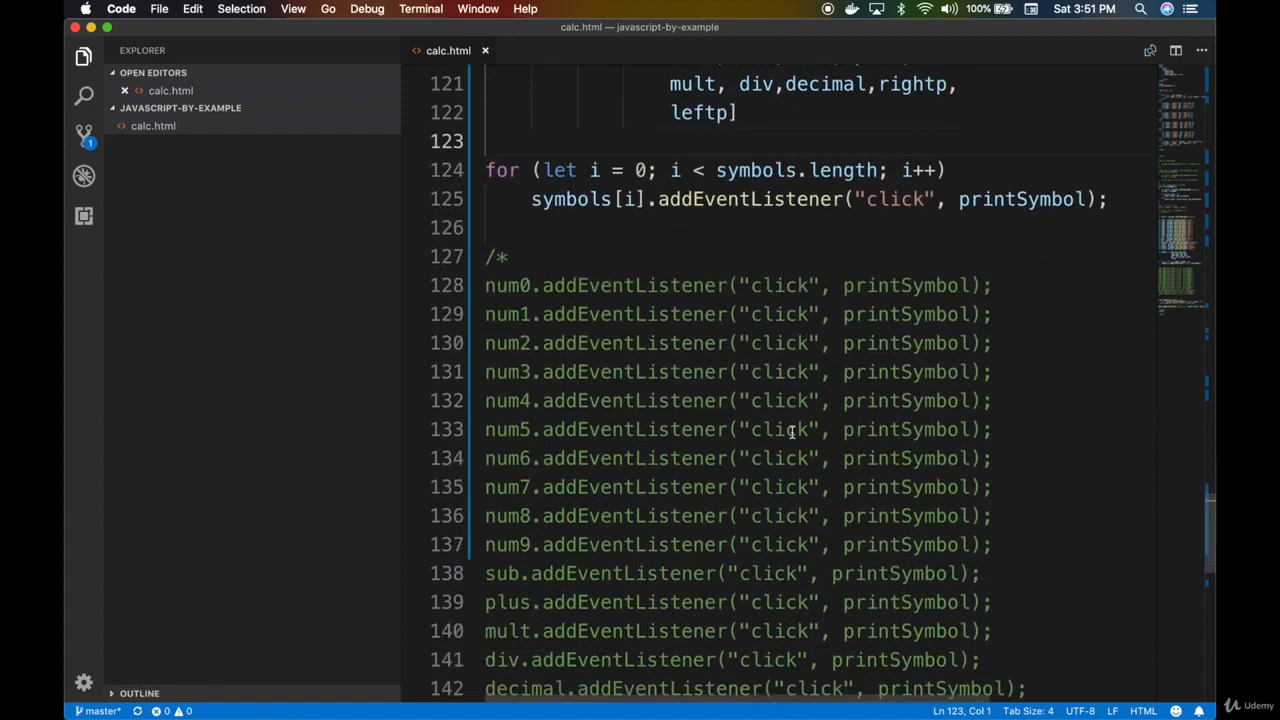 Code File Edit Selection View Go Debug Terminal Window Help 100% Sat 3:51 PM
calc.html — javascript-by-example
EXPLORER
calc.html
OPEN EDITORS
calc.html
JAVASCRIPT-BY-EXAMPLE
calc.html
1
121 mult, div,decimal,rightp,
122 leftp]
123
124 for (let i = 0; i < symbols.length; i++)
125 symbols[i].addEventListener("click", printSymbol);
126
127 /*
128 num0.addEventListener("click", printSymbol);
129 num1.addEventListener("click", printSymbol);
130 num2.addEventListener("click", printSymbol);
131 num3.addEventListener("click", printSymbol);
132 num4.addEventListener("click", printSymbol);
133 num5.addEventListener("click", printSymbol);
134 num6.addEventListener("click", printSymbol);
135 num7.addEventListener("click", printSymbol);
136 num8.addEventListener("click", printSymbol);
137 num9.addEventListener("click", printSymbol);
138 sub.addEventListener("click", printSymbol);
139 plus.addEventListener("click", printSymbol);
140 mult.addEventListener("click", printSymbol);
141 div.addEventListener("click", printSymbol);
142 decimal.addEventListener("click", printSymbol);
OUTLINE
master* 0 0 Ln 123, Col 1 Tab Size: 4 UTF-8 LF HTML
Udemy